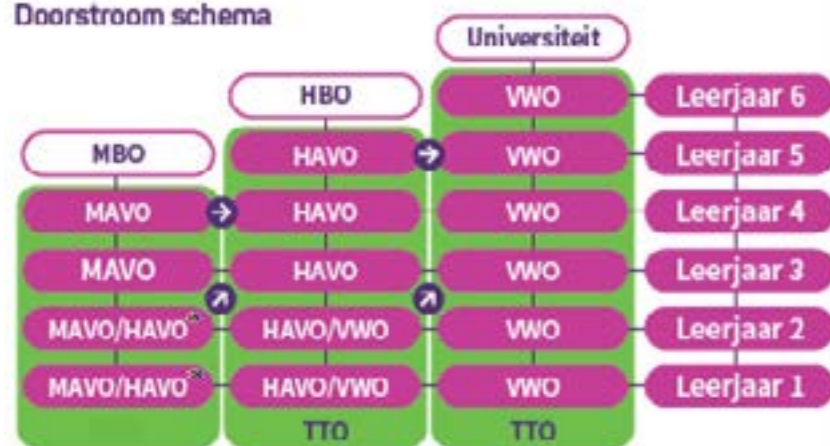 Doorstroom schema
Universiteit
HBO VWO Leerjaar 6
MBO HAVO VWO Leerjaar 5
MAVO HAVO VWO Leerjaar 4
MAVO HAVO VWO Leerjaar 3
MAVO/HAVO HAVO/VWO VWO Leerjaar 2
MAVO/HAVO HAVO/VWO VWO Leerjaar 1
TTO TTO